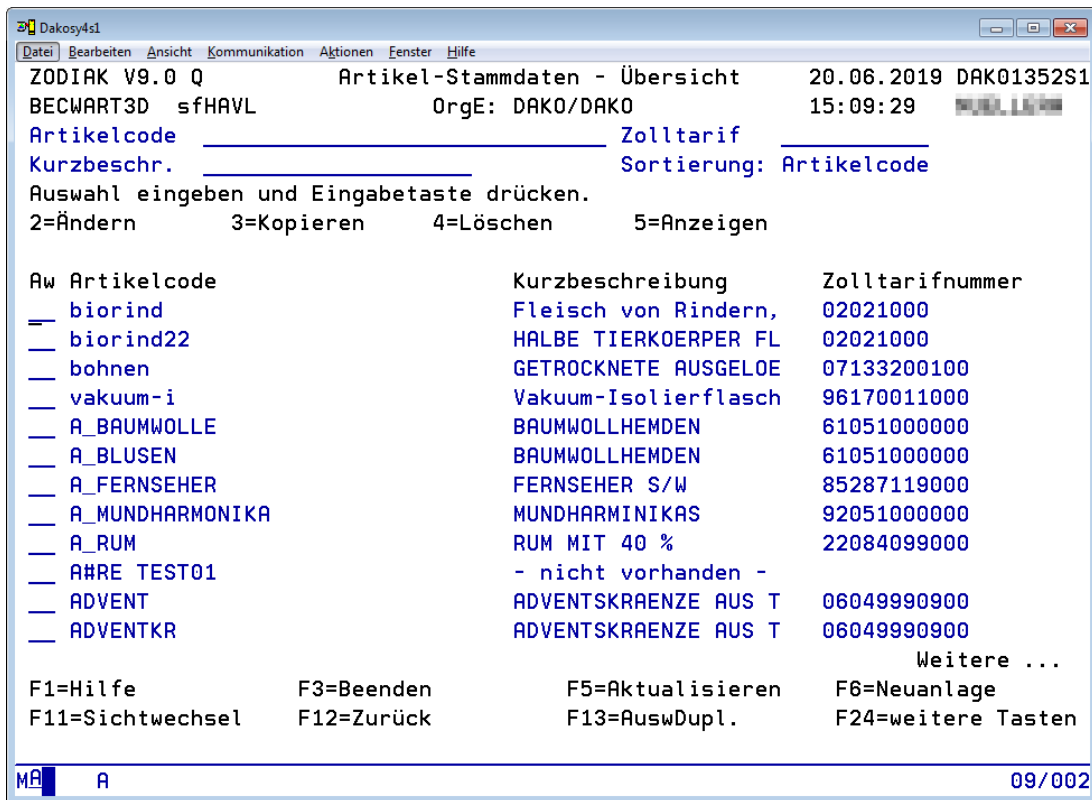 Dakosy4s1
Datei Bearbeiten Ansicht Kommunikation Aktionen Fenster Hilfe
ZODIAK V9.0 Q Artikel-Stammdaten - Übersicht 20.06.2019 DAK01352S1
BECWART3D sfHAVL OrgE: DAKO/DAKO 15:09:29
Artikelcode Zolltarif
Kurzbeschr. Sortierung: Artikelcode
Auswahl eingeben und Eingabetaste drücken.
2=Ändern 3=Kopieren 4=Löschen 5=Anzeigen
Aw Artikelcode Kurzbeschreibung Zolltarifnummer
biorind Fleisch von Rindern, 02021000
biorind22 HALBE TIERKOERPER FL 02021000
bohnen GETROCKNETE AUSGELOE 07133200100
vakuum-i Vakuum-Isolierflasch 96170011000
A_BAUMWOLLE BAUMWOLLHEMDEN 61051000000
A_BLUSEN BAUMWOLLHEMDEN 61051000000
A_FERNSEHER FERNSEHER S/W 85287119000
A_MUNDHARMONIKA MUNDHARMINIKAS 92051000000
A_RUM RUM MIT 40 % 22084099000
A#RE TEST01 - nicht vorhanden -
ADVENT ADVENTSKRAENZE AUS T 06049990900
ADVENTKR ADVENTSKRAENZE AUS T 06049990900
Weitere ...
F1=Hilfe F3=Beenden F5=Aktualisieren F6=Neuanlage
F11=Sichtwechsel F12=Zurück F13=AuswDupl. F24=weitere Tasten
MA A 09/002